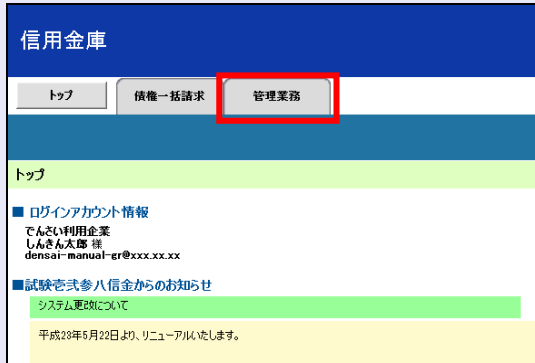 信用金庫
トップ 債権一括請求 管理業務
トップ
■ ログインアカウント情報
でんさい利用企業
しんきん太郎 様
densai-manual-gr@xxx.xx.xx
■試験壱弐参八信金からのお知らせ
システム更改について
平成28年5月22日より、リニューアルいたします。